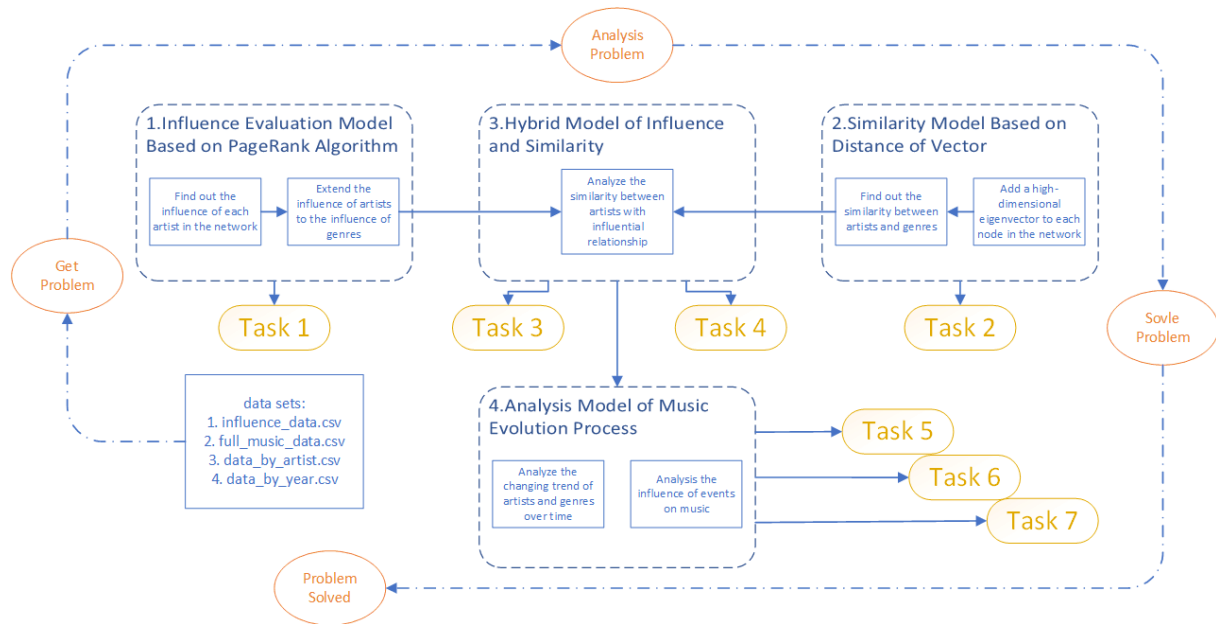 Analysis
Problem
1.Influence Evaluation Model
Based on PageRank Algorithm
Find out the
influence of each
artist in the network
Extend the
influence of artists
to the influence of
genres
3.Hybrid Model of Influence
and Similarity
Analyze the
similarity between
artists with
influential
relationship
2.Similarity Model Based on
Distance of Vector
Find out the
similarity between
artists and genres
Add a high-
dimensional
eigenvector to each
node in the network
Get
Problem
Task 1
Task 3
Task 4
Task 2
Sovle
Problem
data sets:
1. influence_data.csv
2. full_music_data.csv
3. data_by_artist.csv
4. data_by_year.csv
4.Analysis Model of Music
Evolution Process
Analyze the
changing trend of
artists and genres
over time
Analysis the
influence of events
on music
Task 5
Task 6
Task 7
Problem
Solved